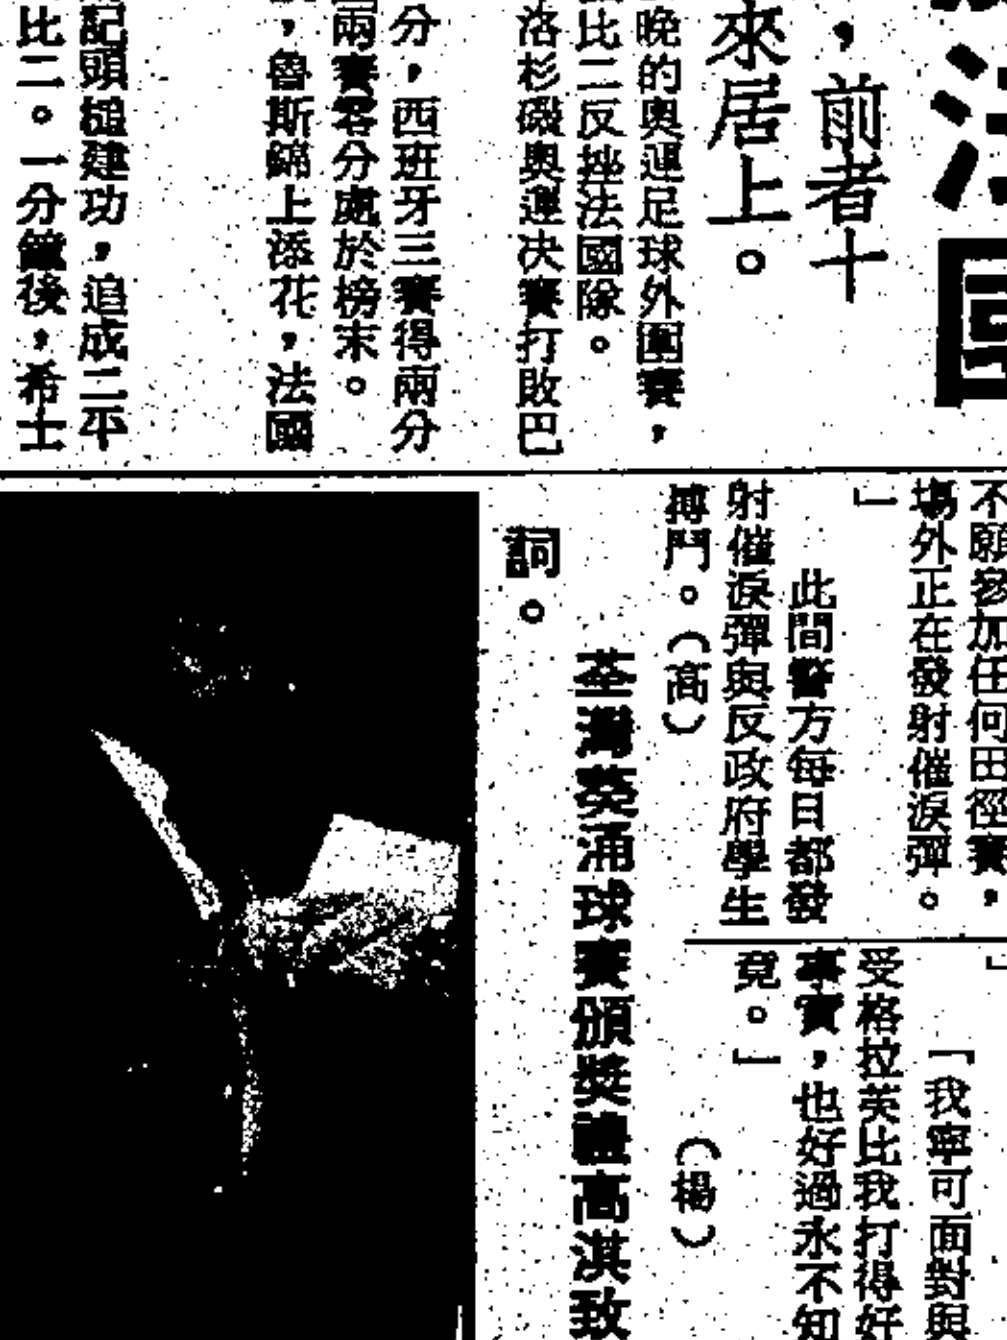 法國
，前者十
來居上。
晚的奧運足球外圍賽，
比二反挫法國隊。
洛杉磯奧運決賽打敗巴
分，西班牙三賽得兩分
兩賽零分處於榜末。
，魯斯錦上添花，法國
記頭槌建功，追成二平
比二。一分鐘後，希士
不願參加任何田徑賽，
場外正在發射催淚彈。
」
此間警方每日都發
射催淚彈與反政府學生
搏鬥。（高）
」
「我寧可面對與
受格拉英比我打得好
事實，也好過永不知
竟。」
（楊）
荃灣葵涌球賽頒獎禮高淇致
詞。